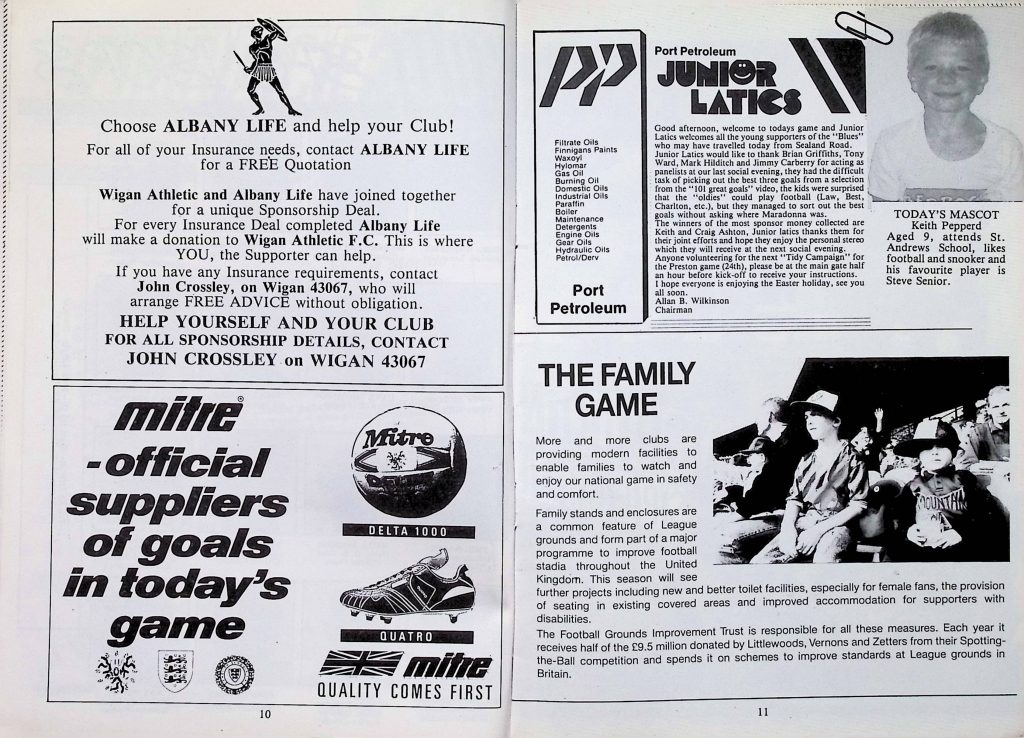 Choose ALBANY LIFE and help your Club!
For all of your Insurance needs, contact ALBANY LIFE
for a FREE Quotation
Wigan Athletic and Albany Life have joined together
for a unique Sponsorship Deal.
For every Insurance Deal completed Albany Life
will make a donation to Wigan Athletic F.C. This is where
YOU, the Supporter can help.
If you have any Insurance requirements, contact
John Crossley, on Wigan 43067, who will
arrange FREE ADVICE without obligation.
HELP YOURSELF AND YOUR CLUB
FOR ALL SPONSORSHIP DETAILS, CONTACT
JOHN CROSSLEY on WIGAN 43067
mitre®
-official
suppliers
of goals
in today's
game
Mitre
DELTA 1000
QUATRO
mitre
QUALITY COMES FIRST
10
pp
Filtrate Oils
Finnigans Paints
Waxoyl
Hylomar
Gas Oil
Burning Oil
Domestic Oils
Industrial Oils
Paraffin
Boiler
Maintenance
Detergents
Engine Oils
Gear Oils
Hydraulic Oils
Petrol/Derv
Port
Petroleum
Port Petroleum
JUNIOR
LATICS
Good afternoon, welcome to todays game and Junior
Latics welcomes all the young supporters of the "Blues"
who may have travelled today from Sealand Road.
Junior Latics would like to thank Brian Griffiths, Tony
Ward, Mark Hilditch and Jimmy Carberry for acting as
panelists at our last social evening, they had the difficult
task of picking out the best three goals from a selection
from the "101 great goals" video, the kids were surprised
that the "oldies" could play football (Law, Best,
Charlton, etc.), but they managed to sort out the best
goals without asking where Maradonna was.
The winners of the most sponsor money collected are
Keith and Craig Ashton, Junior latics thanks them for
their joint efforts and hope they enjoy the personal stereo
which they will receive at the next social evening.
Anyone volunteering for the next "Tidy Campaign" for
the Preston game (24th), please be at the main gate half
an hour before kick-off to receive your instructions.
I hope everyone is enjoying the Easter holiday, see you
all soon.
Allan B. Wilkinson
Chairman
TODAY'S MASCOT
Keith Pepperd
Aged 9, attends St.
Andrews School, likes
football and snooker and
his favourite player is
Steve Senior.
THE FAMILY
GAME
More and more clubs are
providing modern facilities to
enable families to watch and
enjoy our national game in safety
and comfort.
Family stands and enclosures are
a common feature of League
grounds and form part of a major
programme to improve football
stadia throughout the United
Kingdom. This season will see
further projects including new and better toilet facilities, especially for female fans, the provision
of seating in existing covered areas and improved accommodation for supporters with
disabilities.
The Football Grounds Improvement Trust is responsible for all these measures. Each year it
receives half of the £9.5 million donated by Littlewoods, Vernons and Zetters from their Spotting-
the-Ball competition and spends it on schemes to improve standards at League grounds in
Britain.
MOUNTAIN
11